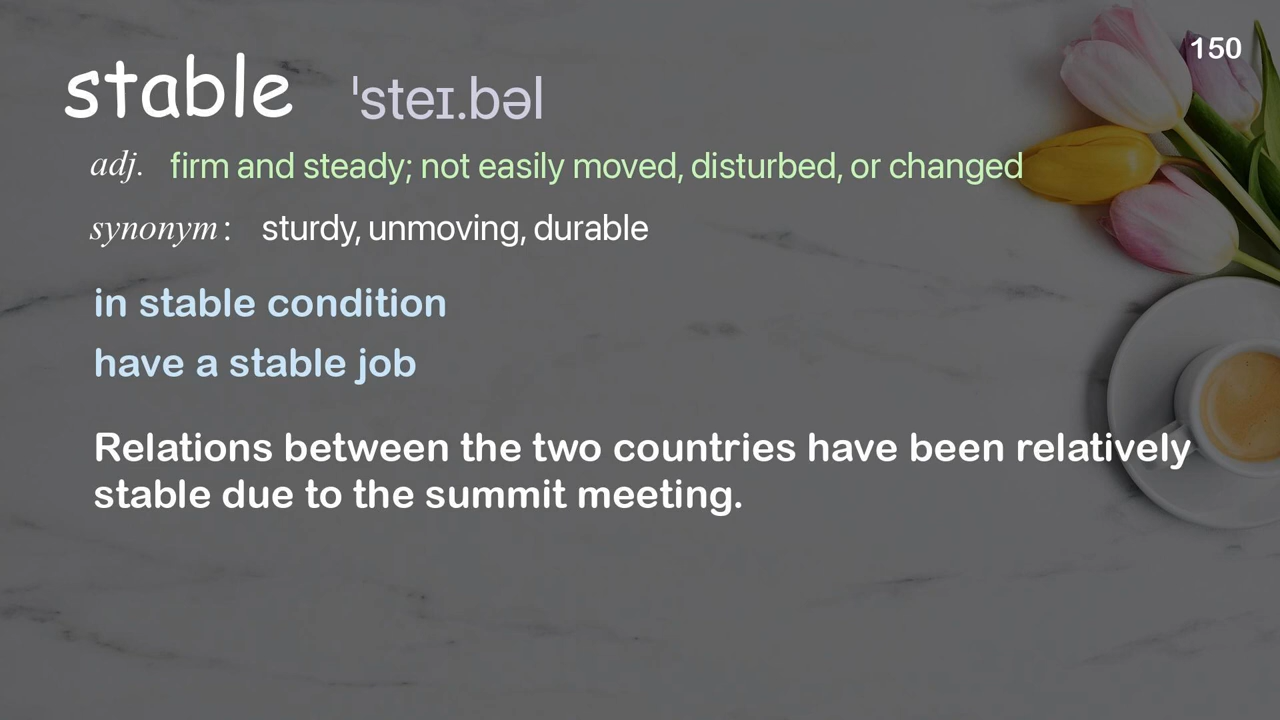 150
stable ˈsteɪ.bəl
adj. firm and steady; not easily moved, disturbed, or changed
synonym: sturdy, unmoving, durable
in stable condition
have a stable job
Relations between the two countries have been relatively
stable due to the summit meeting.